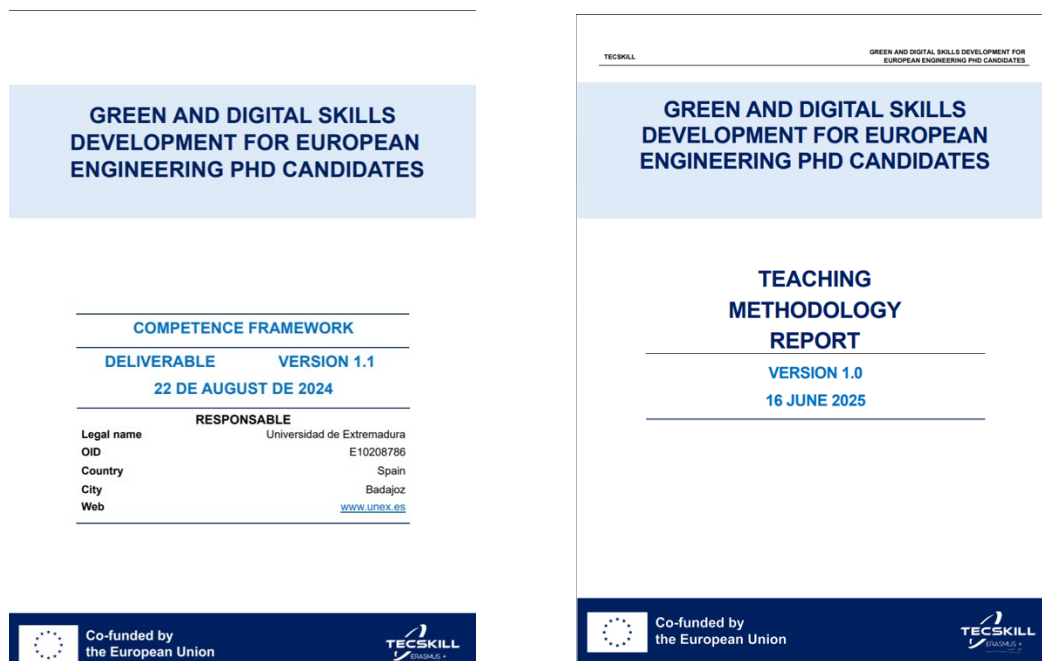 GREEN AND DIGITAL SKILLS
DEVELOPMENT FOR EUROPEAN
ENGINEERING PHD CANDIDATES
COMPETENCE FRAMEWORK
DELIVERABLE VERSION 1.1
22 DE AUGUST DE 2024
RESPONSABLE
Legal name Universidad de Extremadura
OID E10208786
Country Spain
City Badajoz
Web www.unex.es
Co-funded by
the European Union
TECSKILL
ERASMUS +
TECSKILL
GREEN AND DIGITAL SKILLS DEVELOPMENT FOR
EUROPEAN ENGINEERING PHD CANDIDATES
GREEN AND DIGITAL SKILLS
DEVELOPMENT FOR EUROPEAN
ENGINEERING PHD CANDIDATES
TEACHING
METHODOLOGY
REPORT
VERSION 1.0
16 JUNE 2025
Co-funded by
the European Union
TECSKILL
ERASMUS +